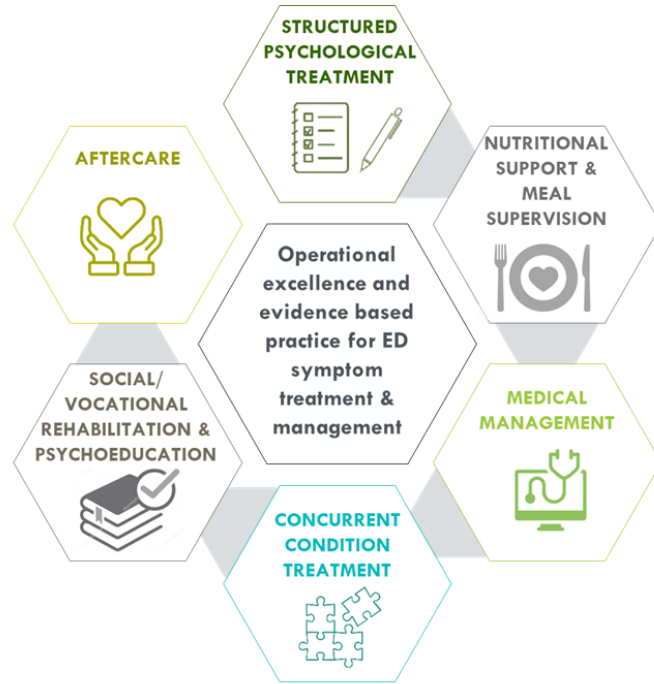 STRUCTURED
PSYCHOLOGICAL
TREATMENT
AFTERCARE
NUTRITIONAL
SUPPORT &
MEAL
SUPERVISION
Operational
excellence and
evidence based
practice for ED
symptom
treatment &
management
SOCIAL/
VOCATIONAL
REHABILITATION &
PSYCHOEDUCATION
MEDICAL
MANAGEMENT
CONCURRENT
CONDITION
TREATMENT